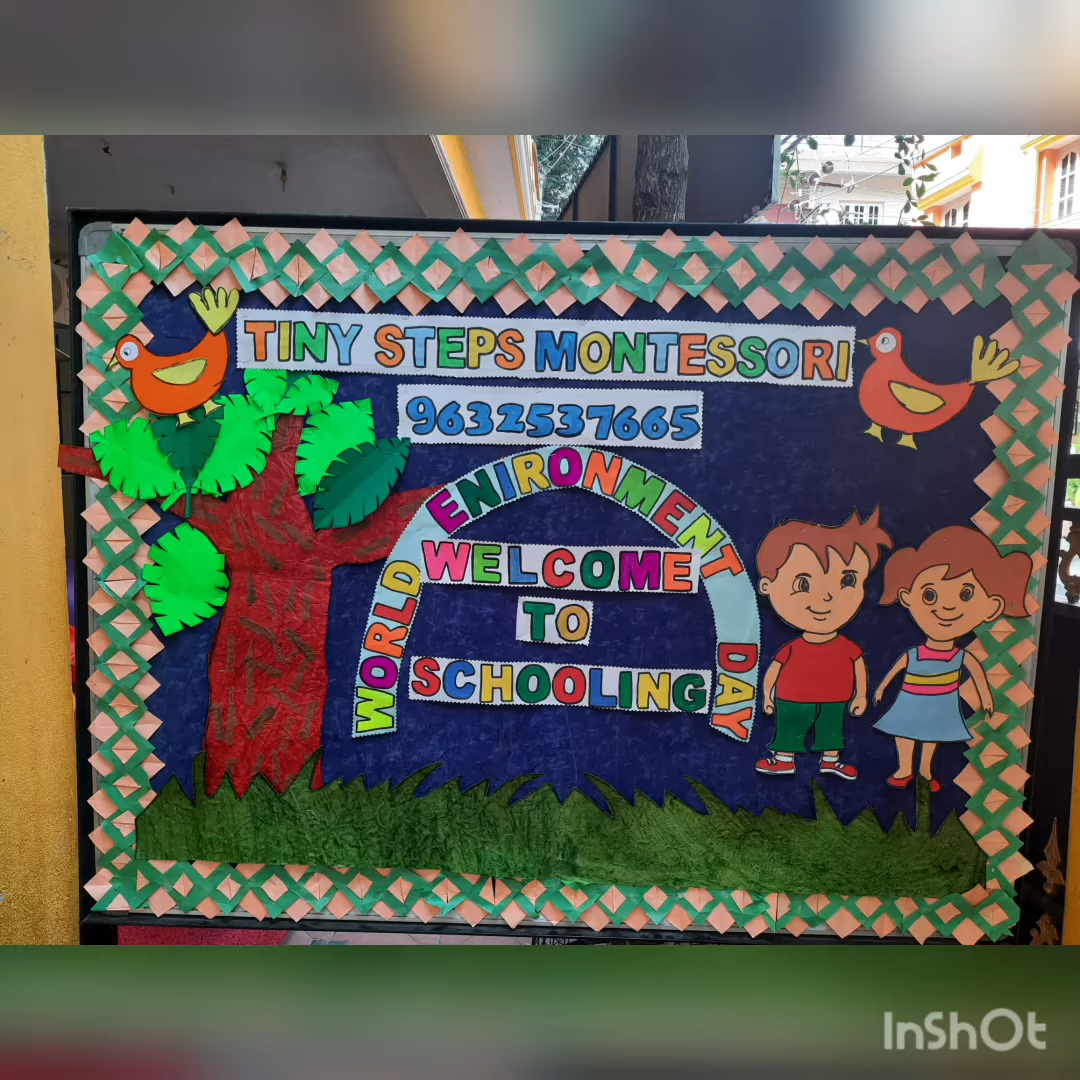 TINY STEPS MONTESSORI
9632537665
WORLD ENIRONMENT DAY
WELCOME
TO
SCHOOLING
InShOt